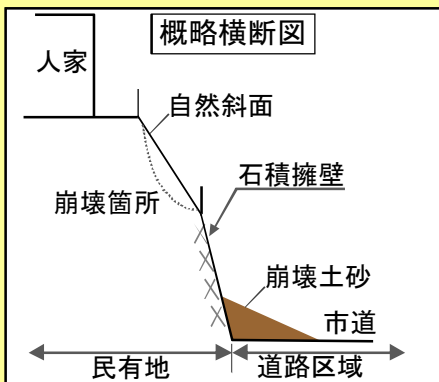 概略横断図
人家
自然斜面
石積擁壁
崩壊箇所
崩壊土砂
市道
民有地
道路区域